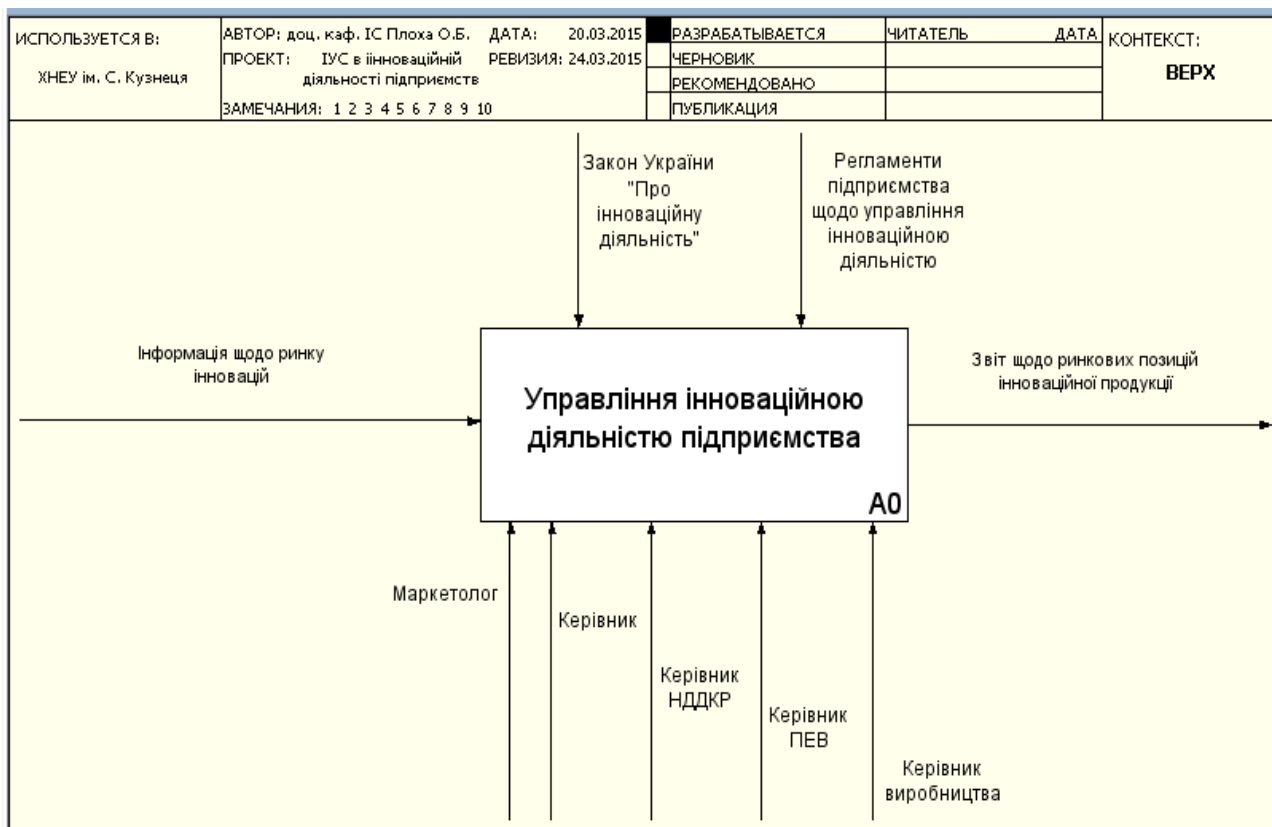 ИСПОЛЬЗУЕТСЯ В:
ХНЕУ ім. С. Кузнеця
АВТОР: доц. каф. ІС Плоха О.Б. ДАТА: 20.03.2015
ПРОЕКТ: ІУС в іінноваційній РЕВИЗИЯ: 24.03.2015
діяльності підприємств
ЗАМЕЧАНИЯ: 1 2 3 4 5 6 7 8 9 10
РАЗРАБАТЫВАЕТСЯ
ЧЕРНОВИК
РЕКОМЕНДОВАНО
ПУБЛИКАЦИЯ
ЧИТАТЕЛЬ ДАТА
КОНТЕКСТ:
ВЕРХ
Закон України
"Про
інноваційну
діяльність"
Регламенти
підприємства
щодо управління
інноваційною
діяльністю
Інформація щодо ринку
інновацій
Управління інноваційною
діяльністю підприємства
A0
Звіт щодо ринкових позицій
інноваційної продукції
Маркетолог
Керівник
Керівник
НДДКР
Керівник
ПЕВ
Керівник
виробництва